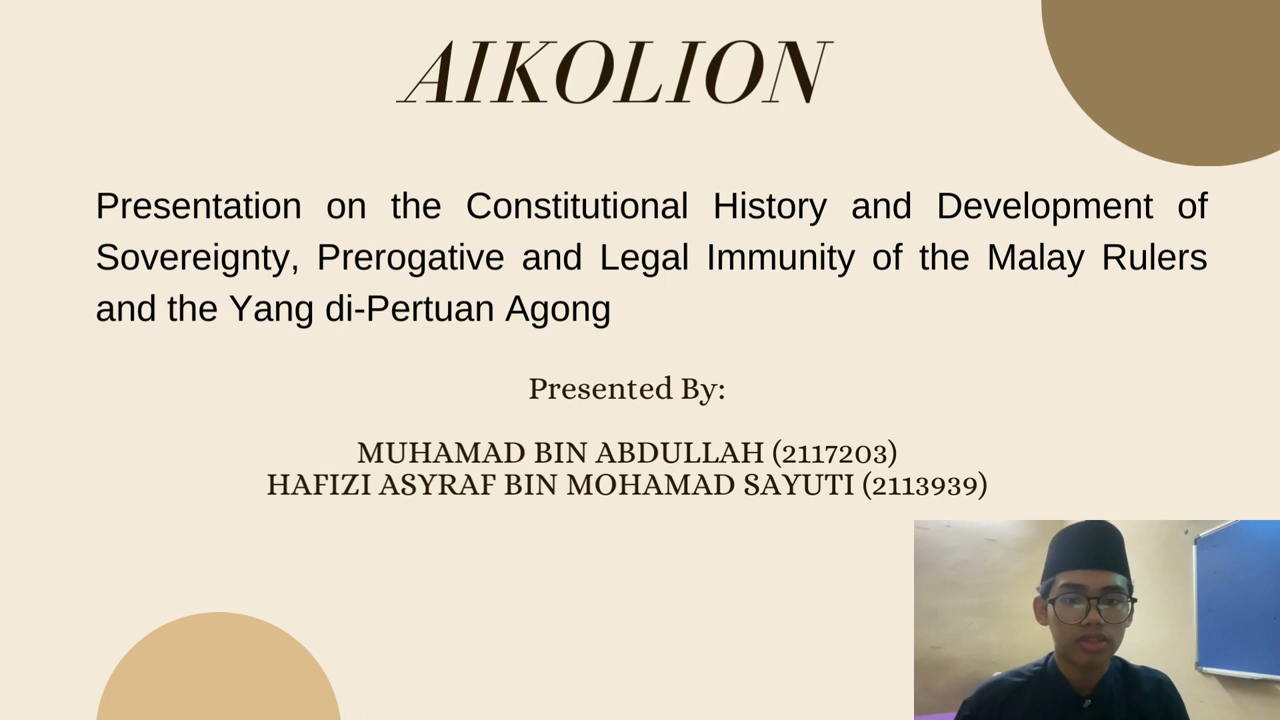 AIKOLION
Presentation on the Constitutional History and Development of
Sovereignty, Prerogative and Legal Immunity of the Malay Rulers
and the Yang di-Pertuan Agong
Presented By:
MUHAMAD BIN ABDULLAH (2117203)
HAFIZI ASYRAF BIN MOHAMAD SAYUTI (2113939)